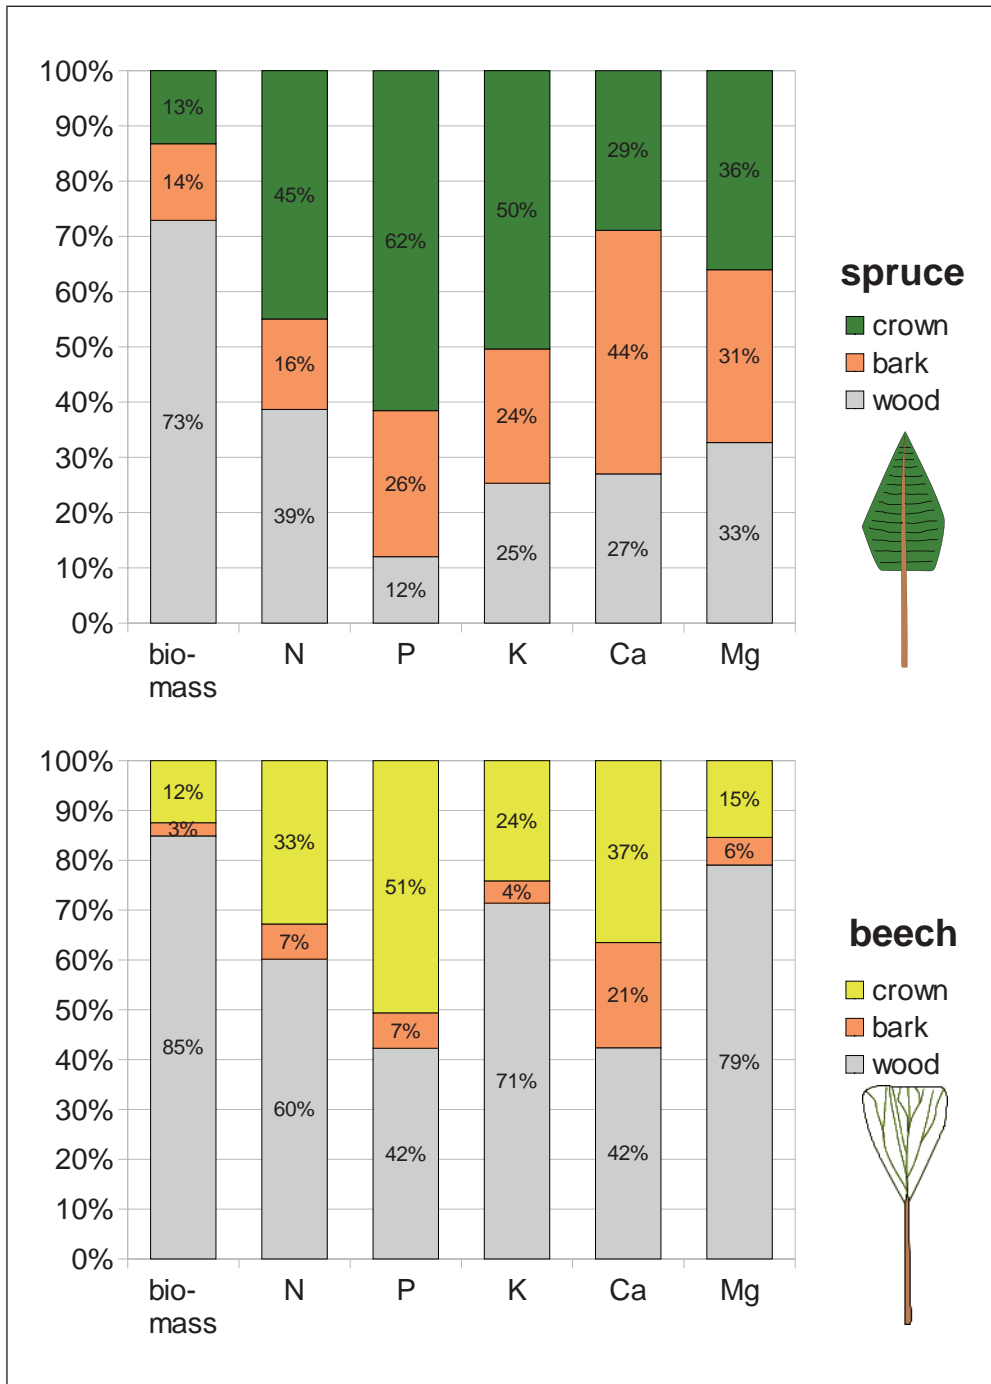 100%
90%
80%
70%
60%
50%
40%
30%
20%
10%
0%
13%
14%
73%
45%
16%
39%
62%
26%
12%
50%
24%
25%
29%
44%
27%
36%
31%
33%
bio-
mass
N
P
K
Ca
Mg
spruce
crown
bark
wood
100%
90%
80%
70%
60%
50%
40%
30%
20%
10%
0%
12%
3%
85%
33%
7%
60%
51%
7%
42%
24%
4%
71%
37%
21%
42%
15%
6%
79%
bio-
mass
N
P
K
Ca
Mg
beech
crown
bark
wood